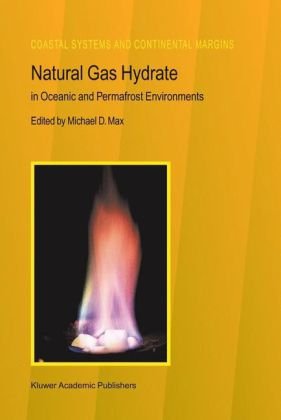 COASTAL SYSTEMS AND CONTINENTAL MARGINS
Natural Gas Hydrate
in Oceanic and Permafrost Environments
Edited by Michael D. Max
Kluwer Academic Publishers